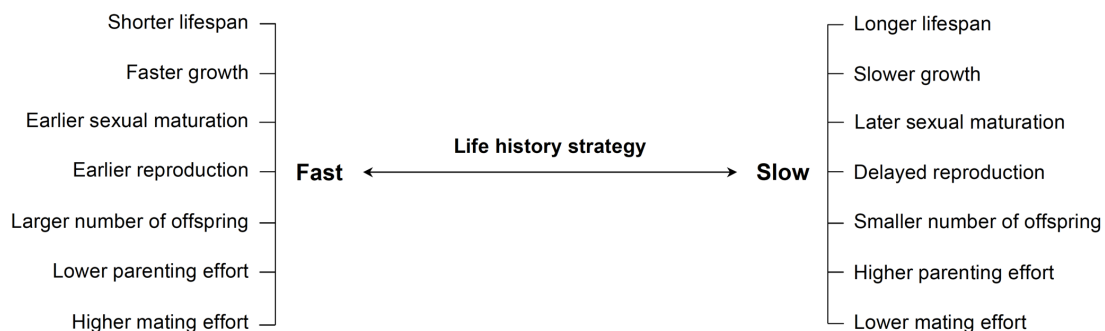 Shorter lifespan
Faster growth
Earlier sexual maturation
Earlier reproduction
Larger number of offspring
Lower parenting effort
Higher mating effort
Fast
Life history strategy
Slow
Longer lifespan
Slower growth
Later sexual maturation
Delayed reproduction
Smaller number of offspring
Higher parenting effort
Lower mating effort